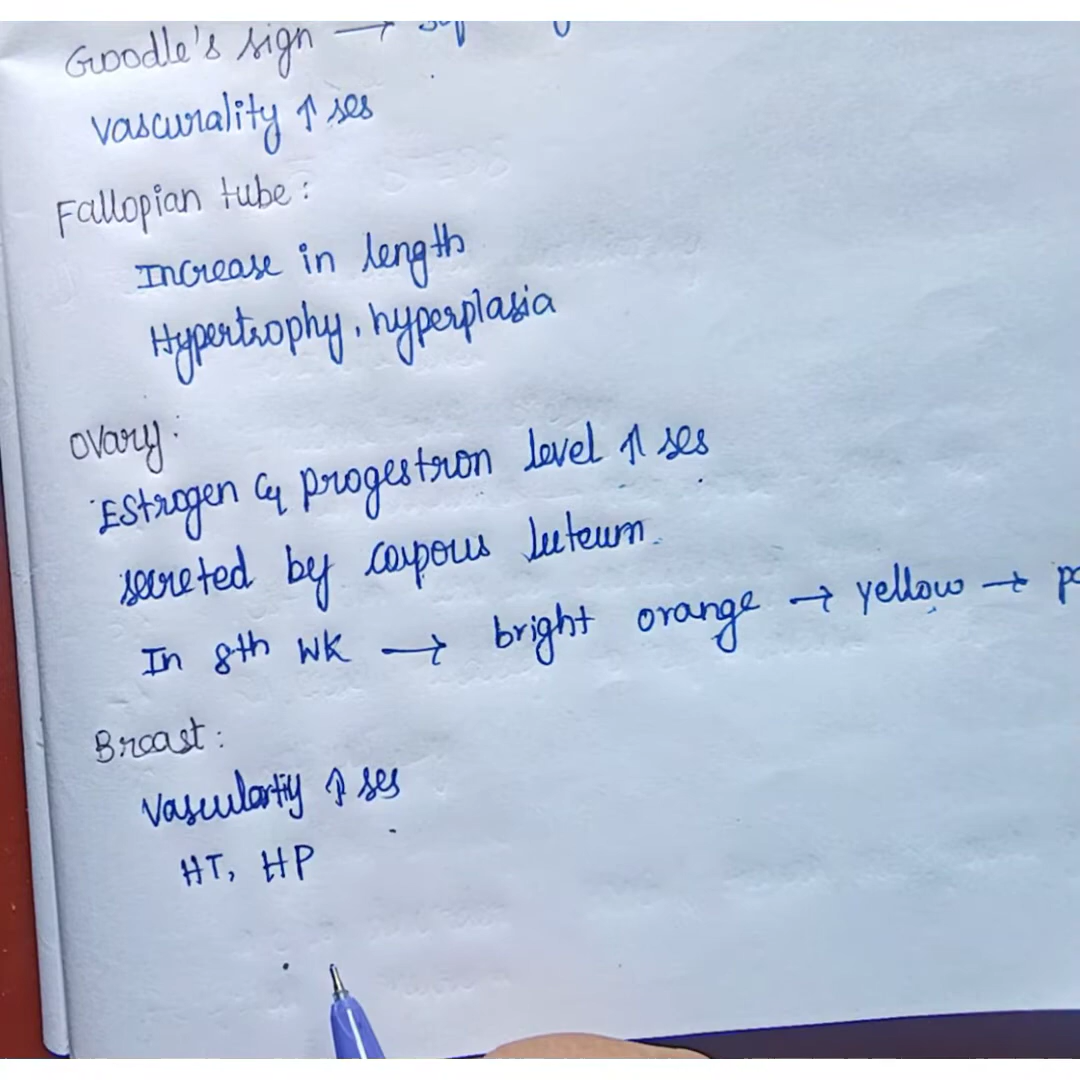 Goodle's sign →
vascurality ↑ ses
Fallopian tube:
Increase in length
Hypertrophy, hyperplasia
Ovary:
Estrogen & progestron level ↑ ses
secreted by corpous luteum.
In 8th WK → bright orange → yellow →
Breast:
Vasculartiy ↑ ses
HT, HP